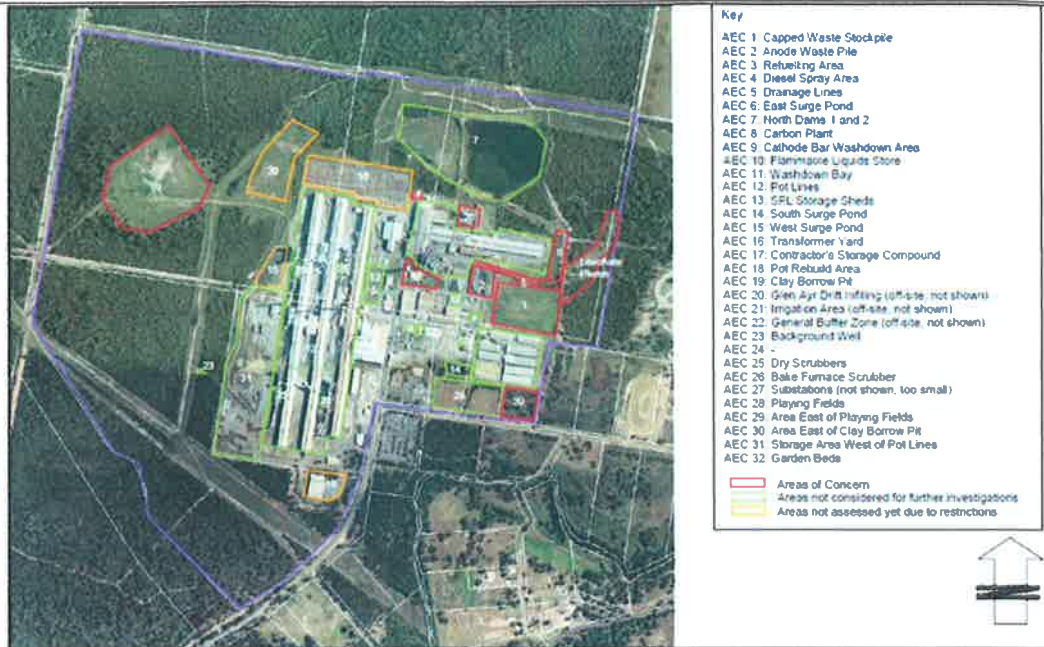 Key
AEC 1: Capped Waste Stockpile
AEC 2: Anode Waste Pile
AEC 3: Refuelling Area
AEC 4: Diesel Spray Area
AEC 5: Drainage Lines
AEC 6: East Surge Pond
AEC 7: North Dams 1 and 2
AEC 8: Carbon Plant
AEC 9: Cathode Bar Washdown Area
AEC 10: Flammable Liquids Store
AEC 11: Washdown Bay
AEC 12: Pot Lines
AEC 13: SPL Storage Sheds
AEC 14: South Surge Pond
AEC 15: West Surge Pond
AEC 16: Transformer Yard
AEC 17: Contractor's Storage Compound
AEC 18: Pot Rebuild Area
AEC 19: Clay Borrow Pit
AEC 20: Glen Ayr Drift Infilling (off-site, not shown)
AEC 21: Irrigation Area (off-site, not shown)
AEC 22: General Buffer Zone (off-site, not shown)
AEC 23: Background Well
AEC 24: -
AEC 25: Dry Scrubbers
AEC 26: Bake Furnace Scrubber
AEC 27: Substations (not shown, too small)
AEC 28: Playing Fields
AEC 29: Area East of Playing Fields
AEC 30: Area East of Clay Borrow Pit
AEC 31: Storage Area West of Pot Lines
AEC 32: Garden Beds
Areas of Concern
Areas not considered for further investigations
Areas not assessed yet due to restrictions
7
23
31
14